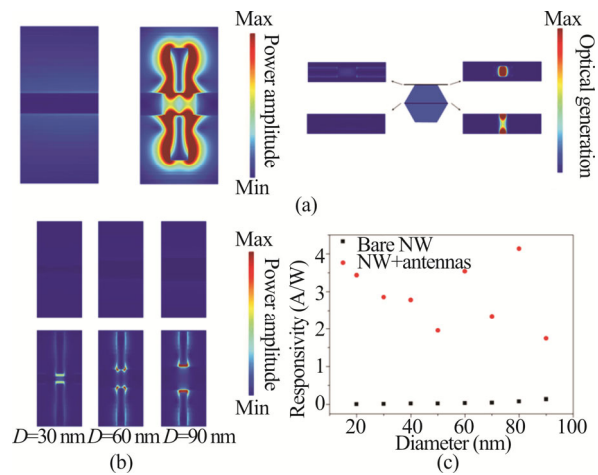 Max
Power amplitude
Min
Max
Optical generation
Min
(a)
Max
Power amplitude
Min
D=30 nm D=60 nm D=90 nm
(b)
Responsivity (A/W)
Bare NW
NW+antennas
4
3
2
1
0
20 40 60 80 100
Diameter (nm)
(c)